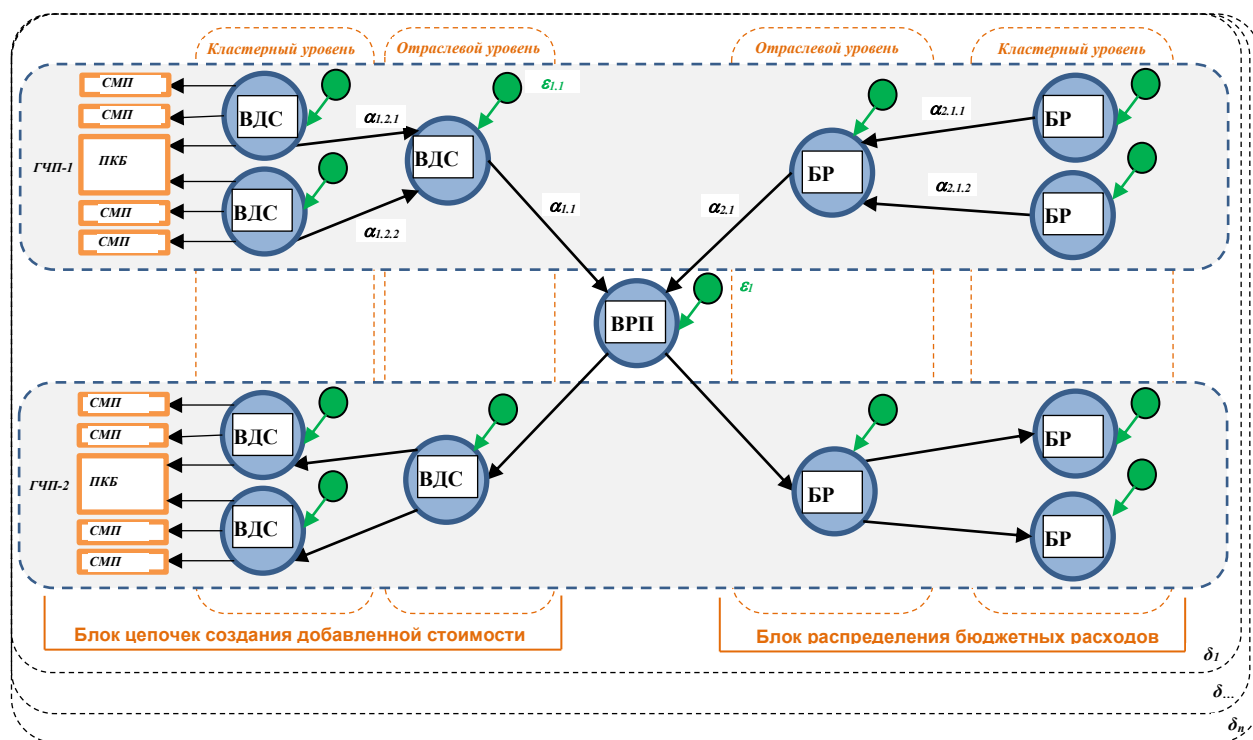 Кластерный уровень
Отраслевой уровень
Отраслевой уровень
Кластерный уровень
СМП
СМП
ПКБ
СМП
СМП
ГЧП-1
ВДС
ВДС
ВДС
α1.2.1
α1.2.2
ε1.1
α1.1
α2.1
БР
α2.1.1
α2.1.2
БР
БР
ВРП
ε1
СМП
СМП
ПКБ
СМП
СМП
ГЧП-2
ВДС
ВДС
ВДС
БР
БР
БР
Блок цепочек создания добавленной стоимости
Блок распределения бюджетных расходов
δ1
δ...
δn